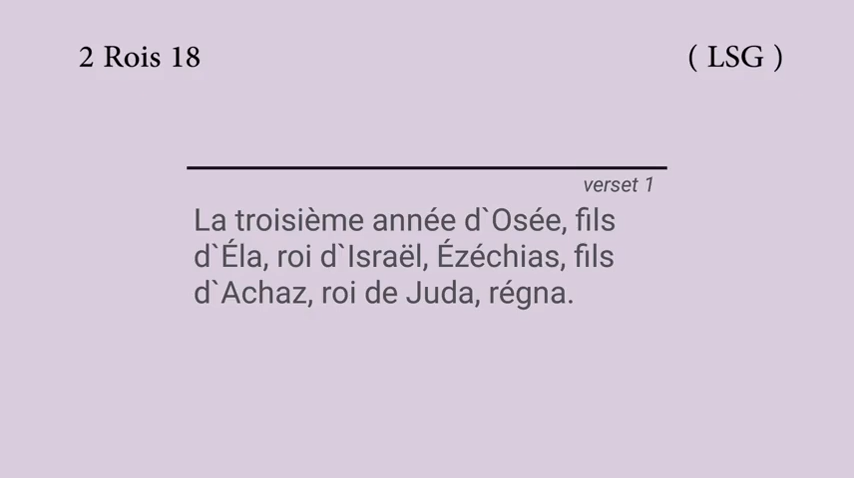 2 Rois 18
( LSG )
verset 1
La troisième année d`Osée, fils
d`Éla, roi d`Israël, Ézéchias, fils
d`Achaz, roi de Juda, régna.